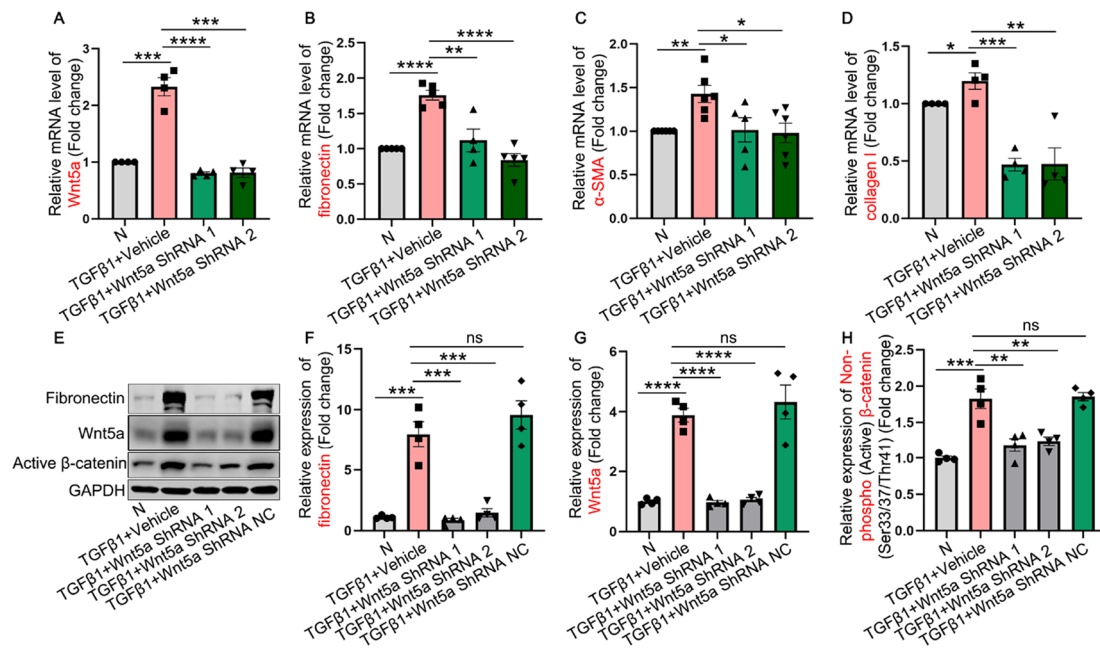 A
Relative mRNA level of
Wnt5a (Fold change)
3
2
1
0
***
****
***
N
TGFβ1+Vehicle
TGFβ1+Wnt5a ShRNA 1
TGFβ1+Wnt5a ShRNA 2
B
Relative mRNA level of
fibronectin (Fold change)
2.5
2.0
1.5
1.0
0.5
0.0
****
**
****
N
TGFβ1+Vehicle
TGFβ1+Wnt5a ShRNA 1
TGFβ1+Wnt5a ShRNA 2
C
Relative mRNA level of
α-SMA (Fold change)
2.0
1.5
1.0
0.5
0.0
**
*
*
N
TGFβ1+Vehicle
TGFβ1+Wnt5a ShRNA 1
TGFβ1+Wnt5a ShRNA 2
D
Relative mRNA level of
collagen I (Fold change)
1.5
1.0
0.5
0.0
*
***
**
N
TGFβ1+Vehicle
TGFβ1+Wnt5a ShRNA 1
TGFβ1+Wnt5a ShRNA 2
E
Fibronectin
Wnt5a
Active β-catenin
GAPDH
N
TGFβ1+Vehicle
TGFβ1+Wnt5a ShRNA 1
TGFβ1+Wnt5a ShRNA 2
TGFβ1+Wnt5a ShRNA NC
F
Relative expression of
fibronectin (Fold change)
15
10
5
0
***
***
***
ns
N
TGFβ1+Vehicle
TGFβ1+Wnt5a ShRNA 1
TGFβ1+Wnt5a ShRNA 2
TGFβ1+Wnt5a ShRNA NC
G
Relative expression of
Wnt5a (Fold change)
6
4
2
0
****
****
****
ns
N
TGFβ1+Vehicle
TGFβ1+Wnt5a ShRNA 1
TGFβ1+Wnt5a ShRNA 2
TGFβ1+Wnt5a ShRNA NC
H
Relative expression of Non-
phospho (Active) β-catenin
(Ser33/37/Thr41) (Fold change)
2.5
2.0
1.5
1.0
0.5
0.0
***
**
**
ns
N
TGFβ1+Vehicle
TGFβ1+Wnt5a ShRNA 1
TGFβ1+Wnt5a ShRNA 2
TGFβ1+Wnt5a ShRNA NC